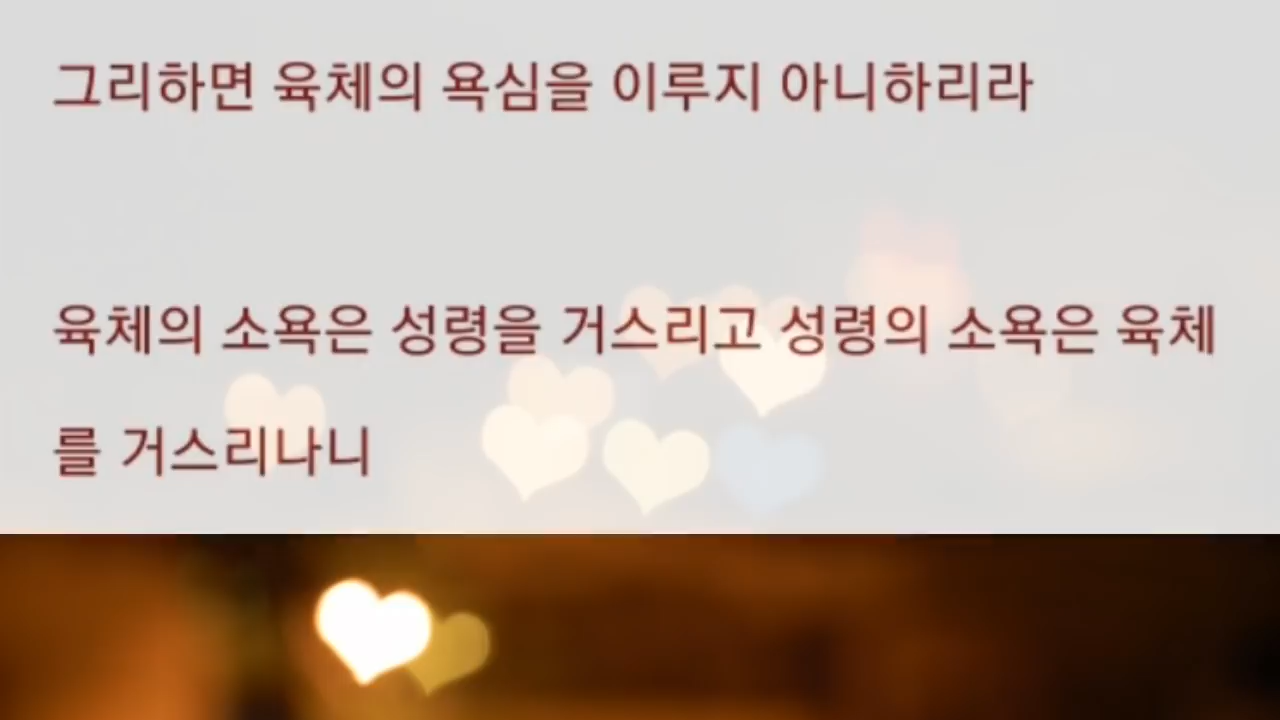 그리하면 육체의 욕심을 이루지 아니하리라
육체의 소욕은 성령을 거스리고 성령의 소욕은 육체
를 거스리나니